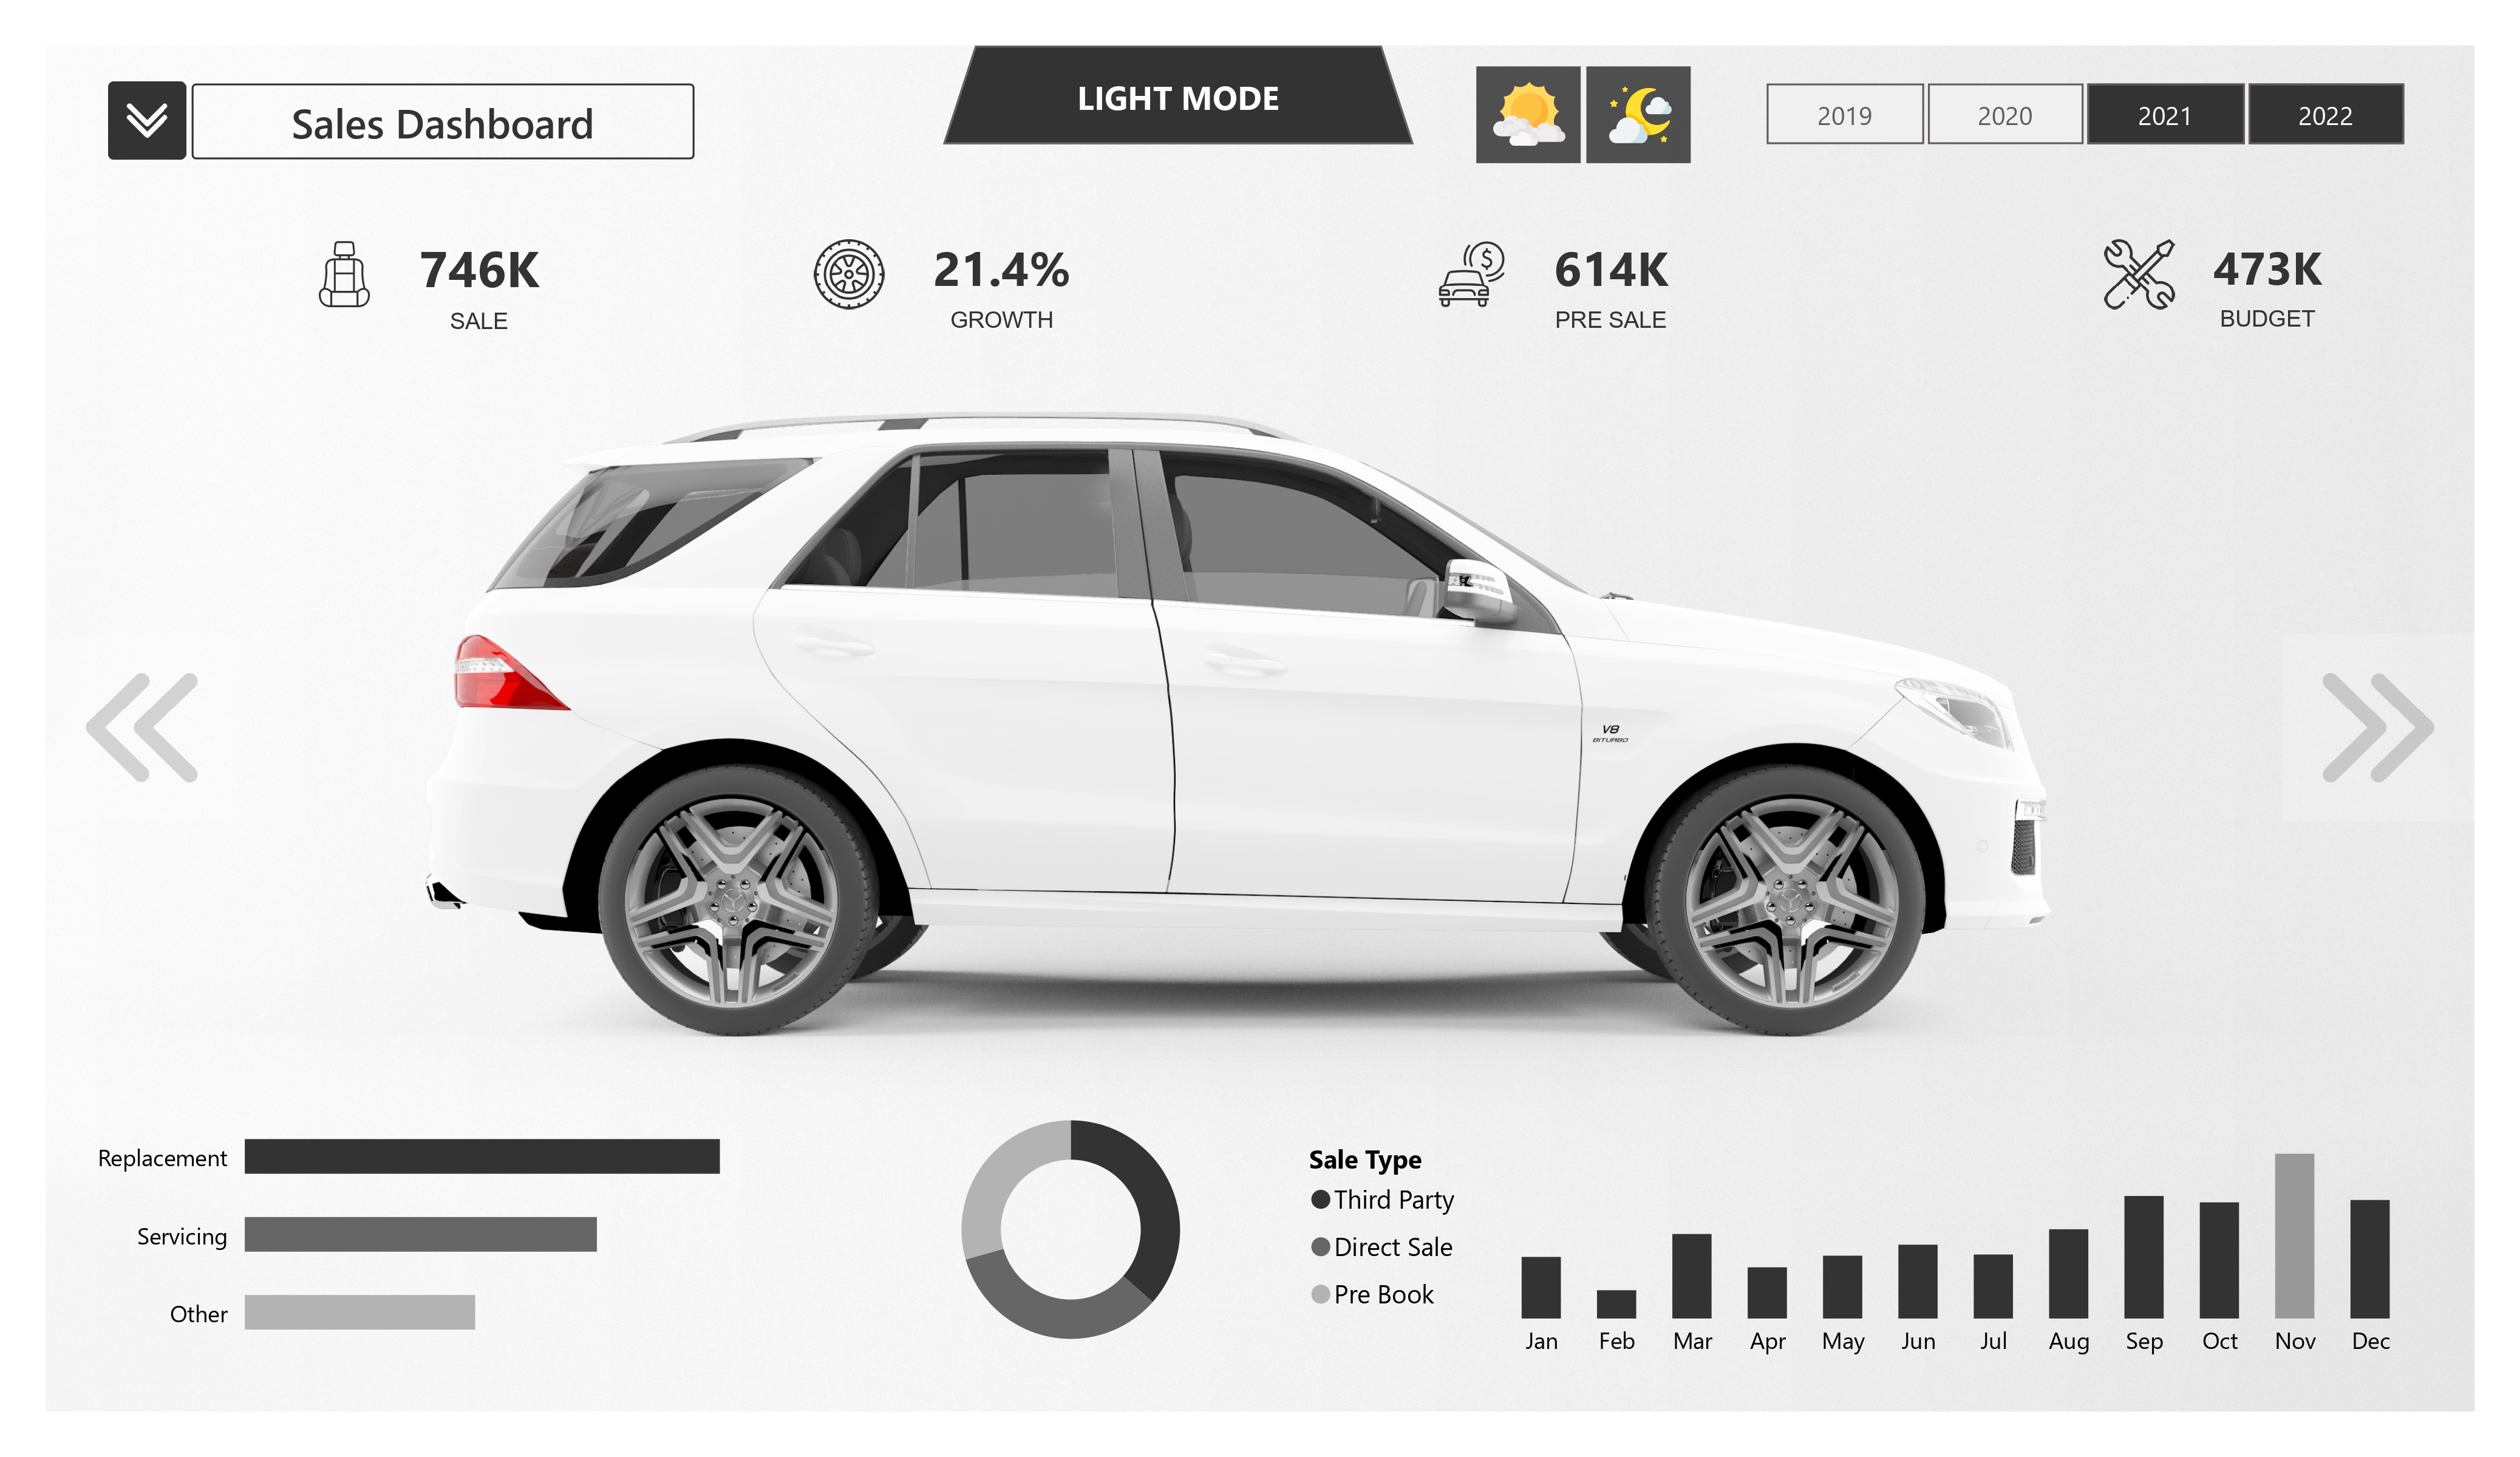 Sales Dashboard
LIGHT MODE
2019
2020
2021
2022
746K
SALE
21.4%
GROWTH
$
614K
PRE SALE
473K
BUDGET
V8
BITURBO
Replacement
Servicing
Other
Sale Type
Third Party
Direct Sale
Pre Book
Jan Feb Mar Apr May Jun Jul Aug Sep Oct Nov Dec